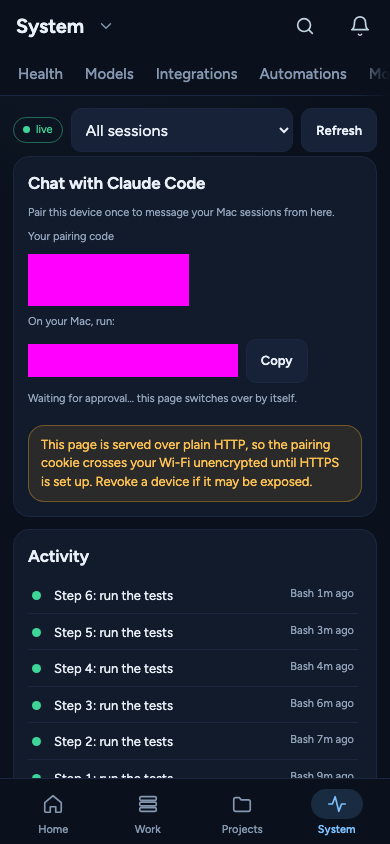 System
Health Models Integrations Automations Mo
live
All sessions
Refresh
Chat with Claude Code
Pair this device once to message your Mac sessions from here.
Your pairing code
On your Mac, run:
Copy
Waiting for approval... this page switches over by itself.
This page is served over plain HTTP, so the pairing
cookie crosses your Wi-Fi unencrypted until HTTPS
is set up. Revoke a device if it may be exposed.
Activity
Step 6: run the tests Bash 1m ago
Step 5: run the tests Bash 3m ago
Step 4: run the tests Bash 4m ago
Step 3: run the tests Bash 6m ago
Step 2: run the tests Bash 7m ago
Step 1: run the tests Bash 9m ago
Home Work Projects System